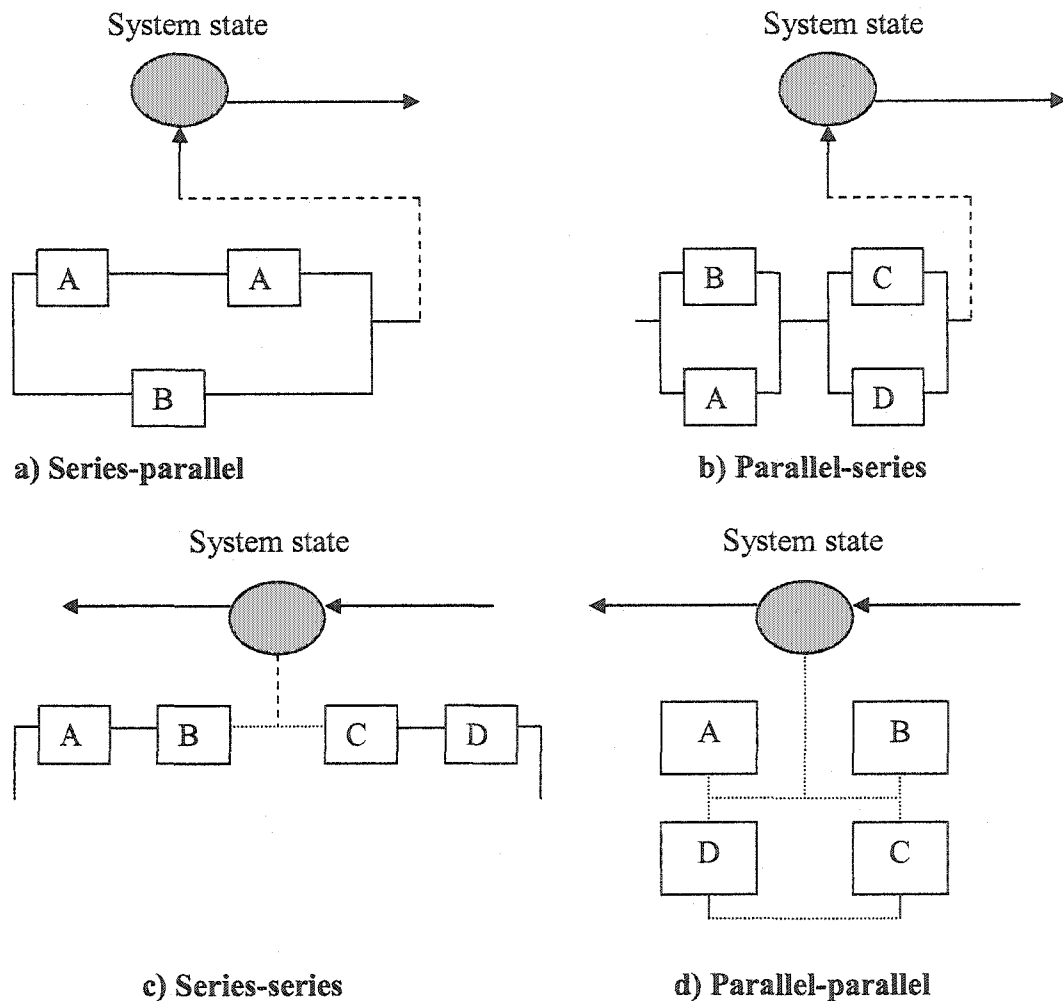 System state
A
A
B
a) Series-parallel
System state
B
C
A
D
b) Parallel-series
System state
A
B
C
D
c) Series-series
System state
A
B
D
C
d) Parallel-parallel